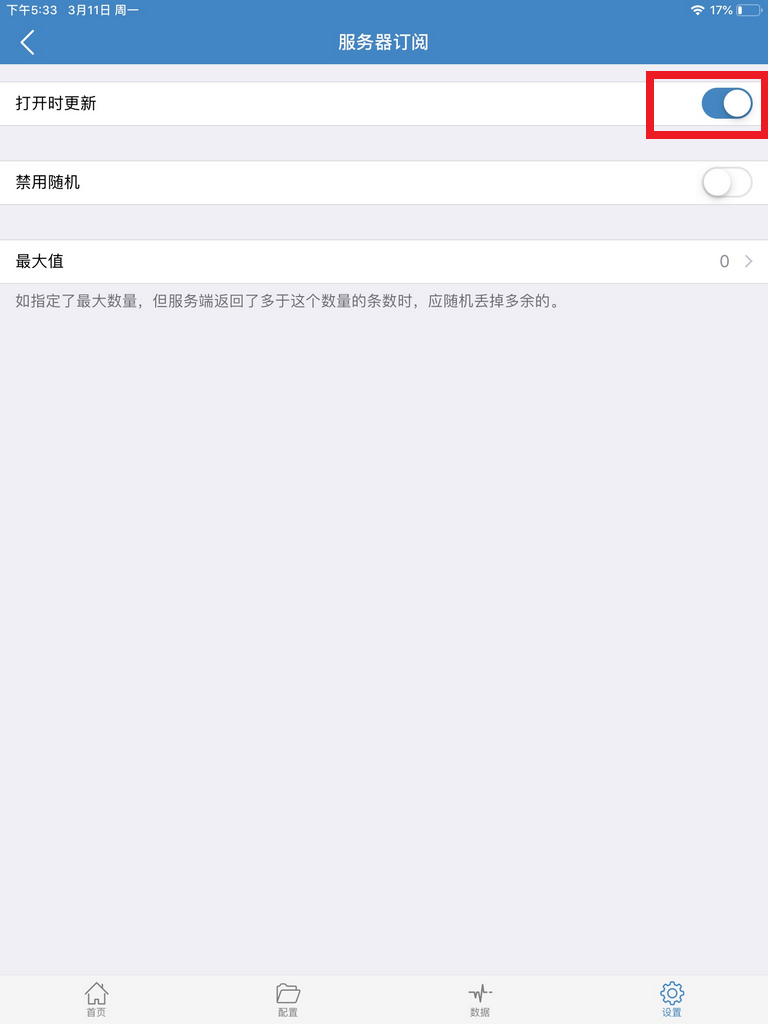 下午5:33 3月11日 周一 17%
服务器订阅
打开时更新
禁用随机
最大值 0
如指定了最大数量，但服务端返回了多于这个数量的条数时，应随机丢掉多余的。
首页 配置 数据 设置